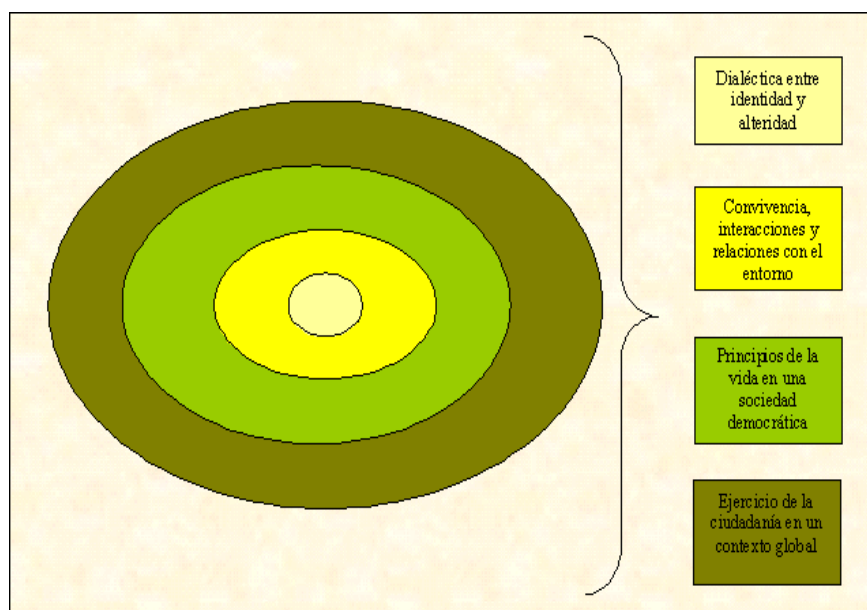 Dialéctica entre
identidad y
alteridad
Convivencia,
interacciones y
relaciones con el
entorno
Principios de la
vida en una
sociedad
democrática
Ejercicio de la
ciudadanía en un
contexto global